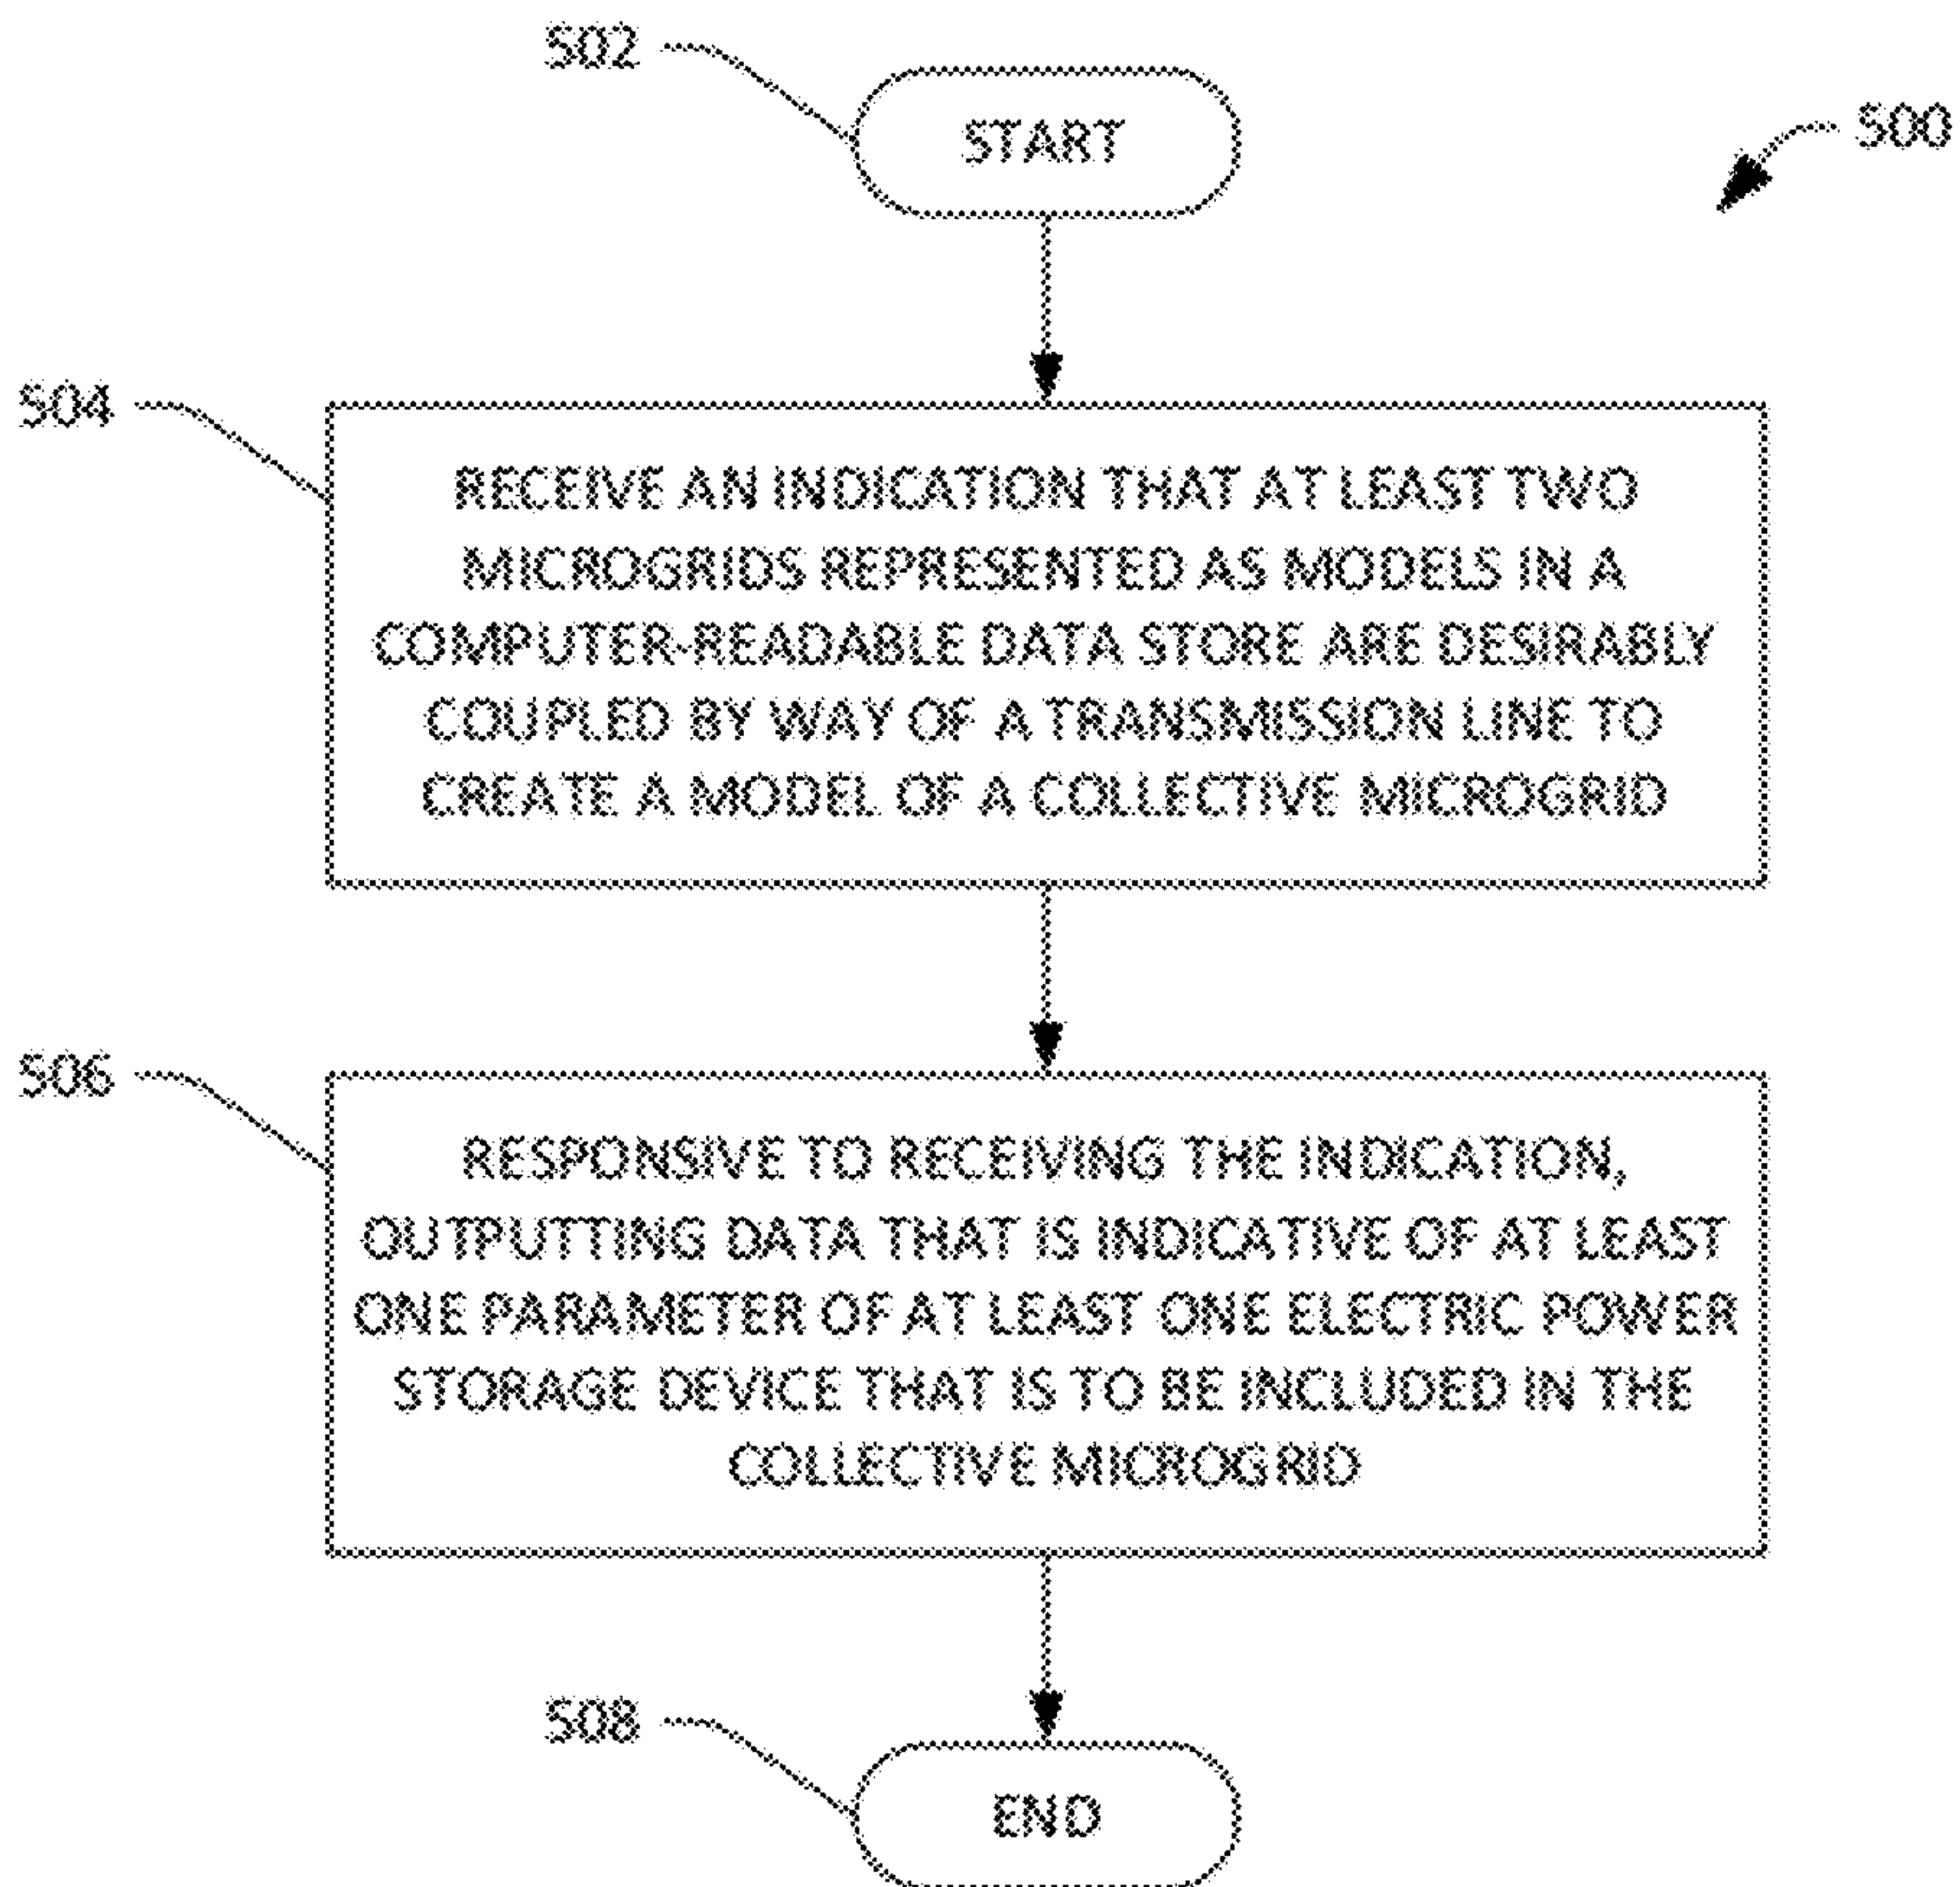 502
START
500
504
RECEIVE AN INDICATION THAT AT LEAST TWO
MICROGRIDS REPRESENTED AS MODELS IN A
COMPUTER-READABLE DATA STORE ARE DESIRABLY
COUPLED BY WAY OF A TRANSMISSION LINE TO
CREATE A MODEL OF A COLLECTIVE MICROGRID
506
RESPONSIVE TO RECEIVING THE INDICATION,
OUTPUTTING DATA THAT IS INDICATIVE OF AT LEAST
ONE PARAMETER OF AT LEAST ONE ELECTRIC POWER
STORAGE DEVICE THAT IS TO BE INCLUDED IN THE
COLLECTIVE MICROGRID
508
END